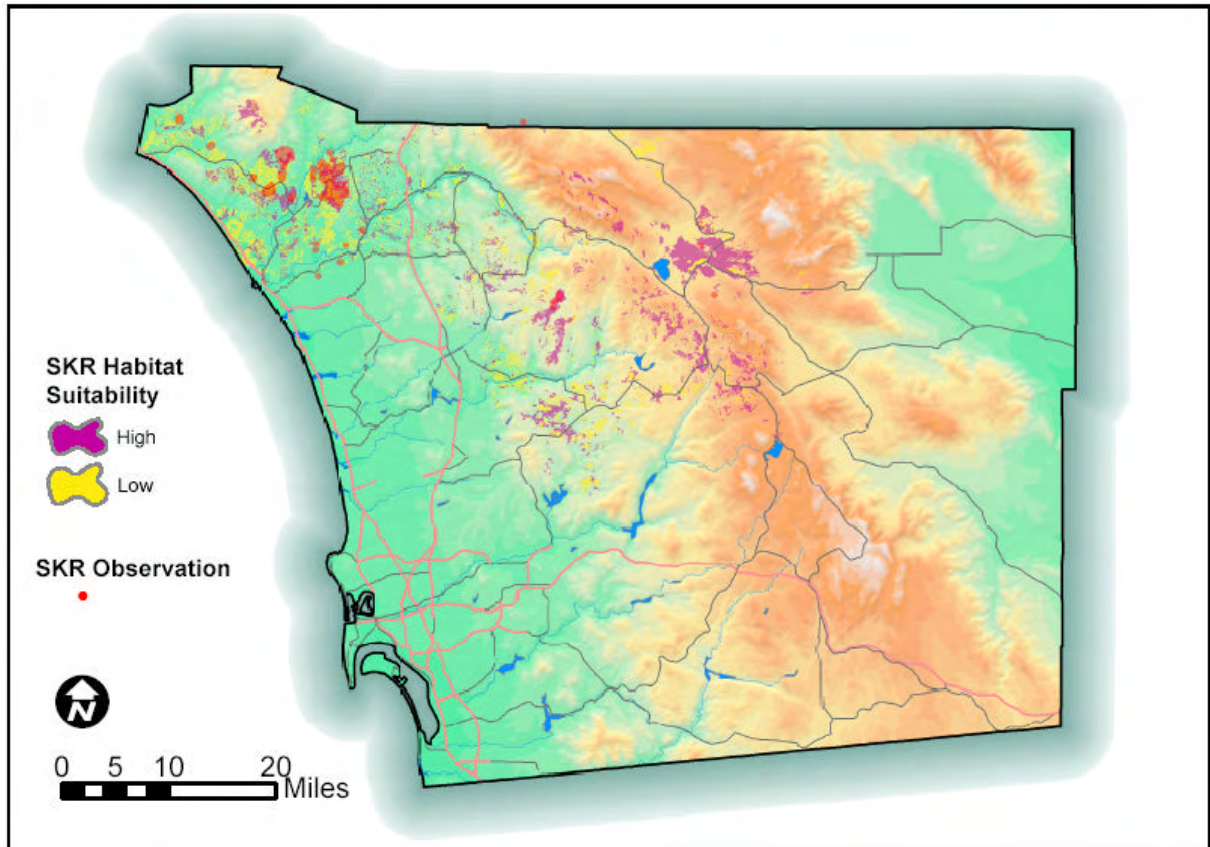 SKR Habitat
Suitability
High
Low
SKR Observation
N
0 5 10 20
Miles